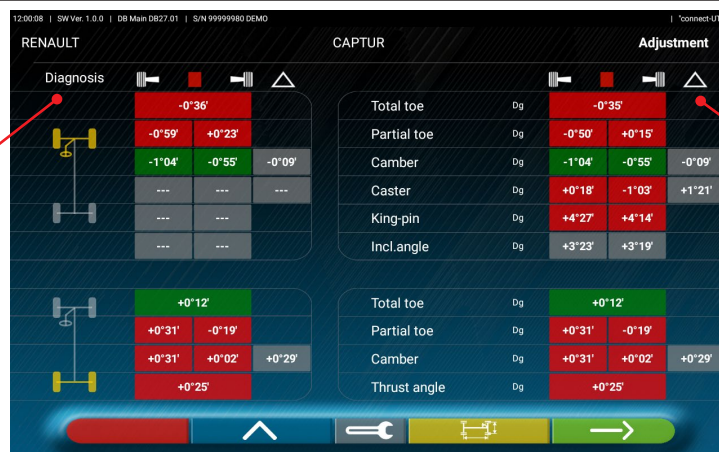 12:00:08 | SW Ver. 1.0.0 | DB Main DB27.01 | S/N 99999980 DEMO | "connect-UT
RENAULT CAPTUR Adjustment
Diagnosis
-0°36' Total toe Dg -0°35'
-0°59' +0°23' Partial toe Dg -0°50' +0°15'
-1°04' -0°55' -0°09' Camber Dg -1°04' -0°55' -0°09'
--- --- --- Caster Dg +0°18' -1°03' +1°21'
--- --- King-pin Dg +4°27' +4°14'
--- --- Incl.angle Dg +3°23' +3°19'
+0°12' Total toe Dg +0°12'
+0°31' -0°19' Partial toe Dg +0°31' -0°19'
+0°31' +0°02' +0°29' Camber Dg +0°31' +0°02' +0°29'
+0°25' Thrust angle Dg +0°25'